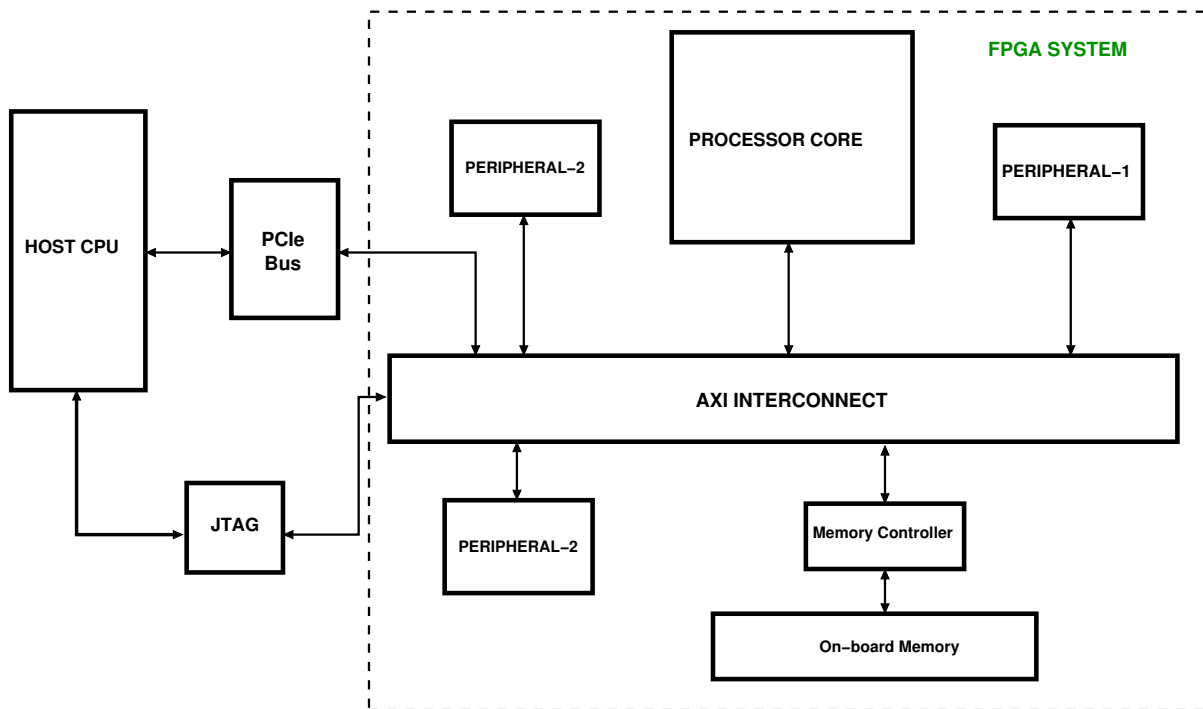 FPGA SYSTEM
PROCESSOR CORE
PERIPHERAL−2
PERIPHERAL−1
HOST CPU
PCIe
Bus
AXI INTERCONNECT
JTAG
PERIPHERAL−2
Memory Controller
On−board Memory